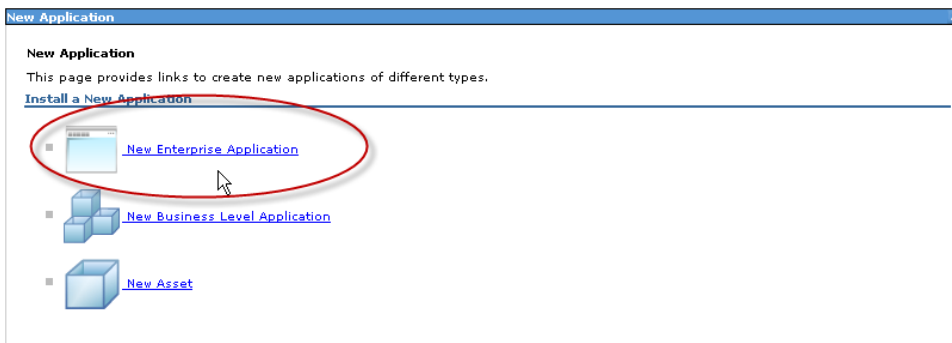 New Application
New Application
This page provides links to create new applications of different types.
Install a New Application
New Enterprise Application
New Business Level Application
New Asset